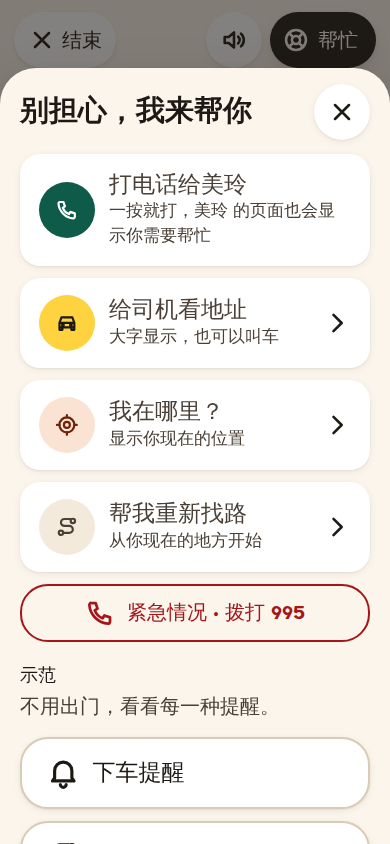 结束
帮忙
别担心，我来帮你
打电话给美玲
一按就打，美玲 的页面也会显
示你需要帮忙
给司机看地址
大字显示，也可以叫车
我在哪里？
显示你现在的位置
帮我重新找路
从你现在的地方开始
紧急情况 · 拨打 995
示范
不用出门，看看每一种提醒。
下车提醒